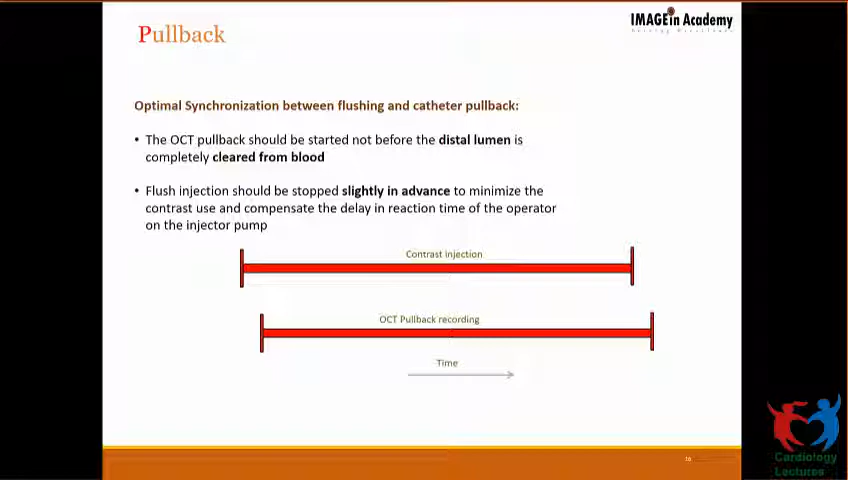 IMAGEin Academy
Pullback
Optimal Synchronization between flushing and catheter pullback:
• The OCT pullback should be started not before the distal lumen is
completely cleared from blood
• Flush injection should be stopped slightly in advance to minimize the
contrast use and compensate the delay in reaction time of the operator
on the injector pump
Contrast injection
OCT Pullback recording
Time
Cardiology
Lectures